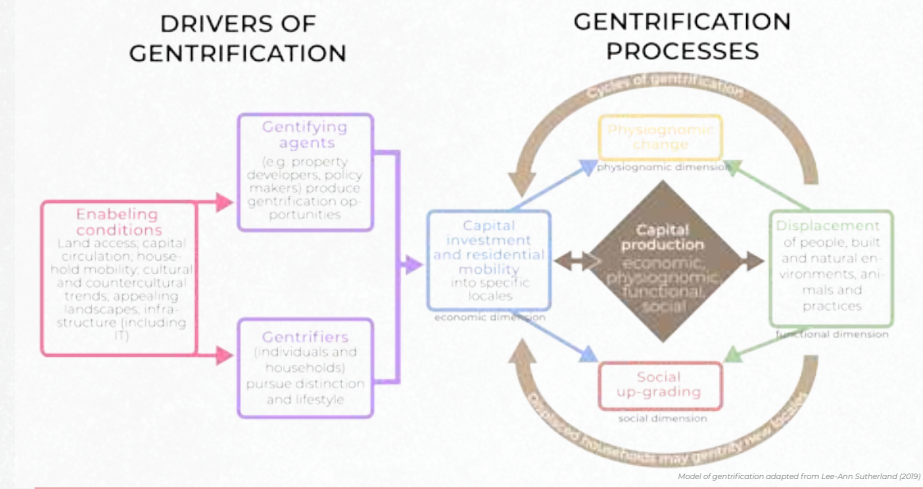 DRIVERS OF
GENTRIFICATION
GENTRIFICATION
PROCESSES
Enabeling
conditions
Land access; capital
circulation; house-
hold mobility; cultural
and countercultural
trends; appealing
landscapes; infra-
structure (including
IT)
Gentifying
agents
(e.g. property
developers, policy
makers) produce
gentrification op-
portunities
Gentrifiers
(individuals and
households)
pursue distinction
and lifestyle
Cycles of gentrification
Physiognomic
change
physiognomic dimension
Capital
investment
and residential
mobility
into specific
locales
economic dimension
Capital
production
economic,
physiognomic,
functional,
social
Displacement
of people, built
and natural en-
vironments, ani-
mals and
practices
functional dimension
Social
up-grading
social dimension
Displaced households may gentrify new locales
Model of gentrification adapted from Lee-Ann Sutherland (2019)